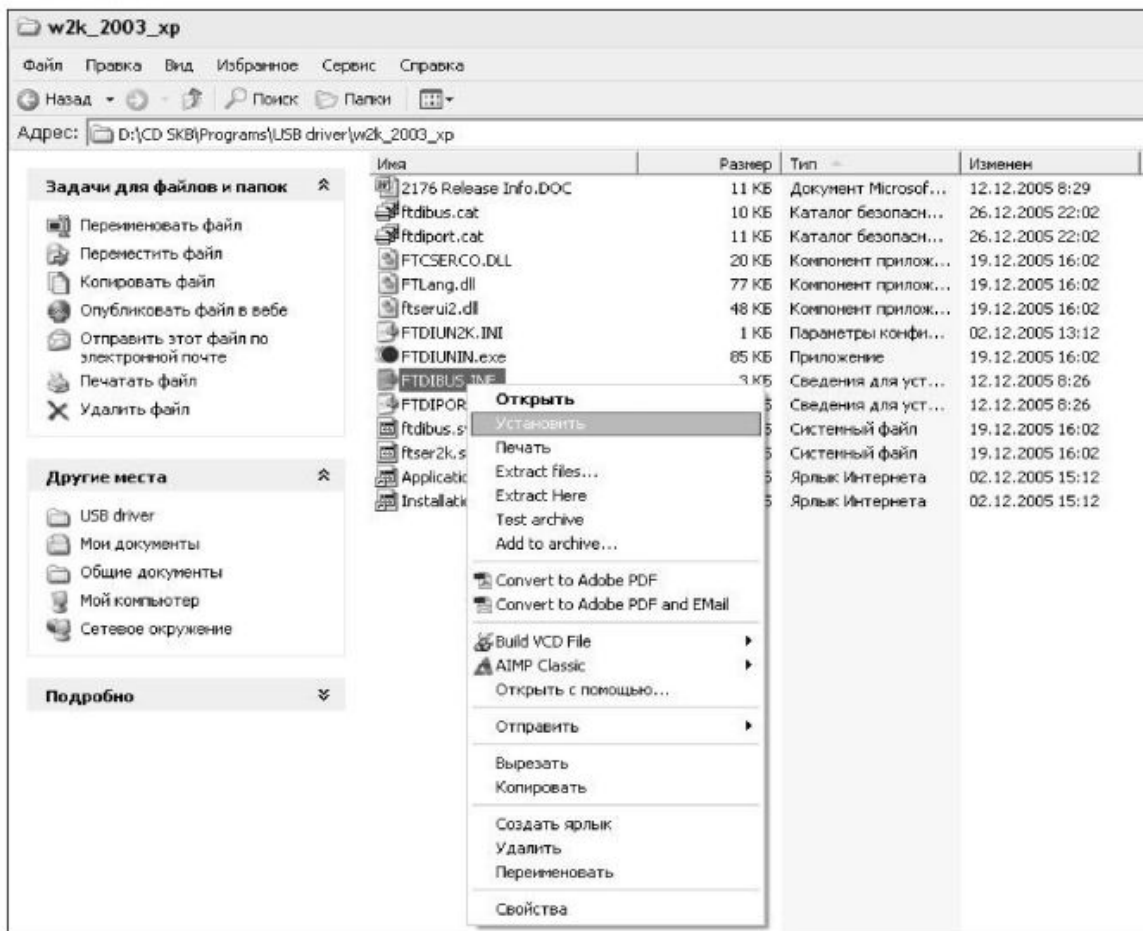 w2k_2003_xp
Файл Правка Вид Избранное Сервис Справка
Назад Поиск Папки
Адрес: D:\CD SKB\Programs\USB driver\w2k_2003_xp
Задачи для файлов и папок
Переименовать файл
Переместить файл
Копировать файл
Опубликовать файл в вебе
Отправить этот файл по
электронной почте
Печатать файл
Удалить файл
Другие места
USB driver
Мои документы
Общие документы
Мой компьютер
Сетевое окружение
Подробно
Имя Размер Тип Изменен
2176 Release Info.DOC 11 КБ Документ Microsof... 12.12.2005 8:29
ftdibus.cat 10 КБ Каталог безопасн... 26.12.2005 22:02
ftdiport.cat 11 КБ Каталог безопасн... 26.12.2005 22:02
FTCSERCO.DLL 20 КБ Компонент прилож... 19.12.2005 16:02
FTLang.dll 77 КБ Компонент прилож... 19.12.2005 16:02
ftserui2.dll 48 КБ Компонент прилож... 19.12.2005 16:02
FTDIUN2K.INI 1 КБ Параметры конфи... 02.12.2005 13:12
FTDIUNIN.exe 85 КБ Приложение 19.12.2005 16:02
FTDIBUS.INF 3 КБ Сведения для уст... 12.12.2005 8:26
FTDIPOR Сведения для уст... 12.12.2005 8:26
ftdibus.s Системный файл 19.12.2005 16:02
ftser2k.s Системный файл 19.12.2005 16:02
Applicatic Ярлык Интернета 02.12.2005 15:12
Installati Ярлык Интернета 02.12.2005 15:12
Открыть
Установить
Печать
Extract files...
Extract Here
Test archive
Add to archive...
Convert to Adobe PDF
Convert to Adobe PDF and EMail
Build VCD File
AIMP Classic
Открыть с помощью...
Отправить
Вырезать
Копировать
Создать ярлык
Удалить
Переименовать
Свойства